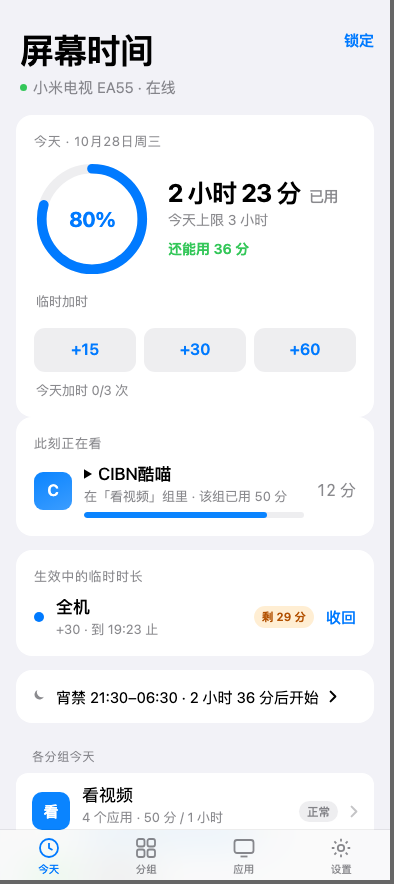 屏幕时间
锁定
小米电视 EA55 · 在线
今天 · 10月28日周三
80%
2 小时 23 分 已用
今天上限 3 小时
还能用 36 分
临时加时
+15
+30
+60
今天加时 0/3 次
此刻正在看
C
CIBN酷喵
在「看视频」组里 · 该组已用 50 分
12 分
生效中的临时时长
全机
+30 · 到 19:23 止
剩 29 分
收回
宵禁 21:30–06:30 · 2 小时 36 分后开始
各分组今天
看
看视频
4 个应用 · 50 分 / 1 小时
正常
今天
分组
应用
设置